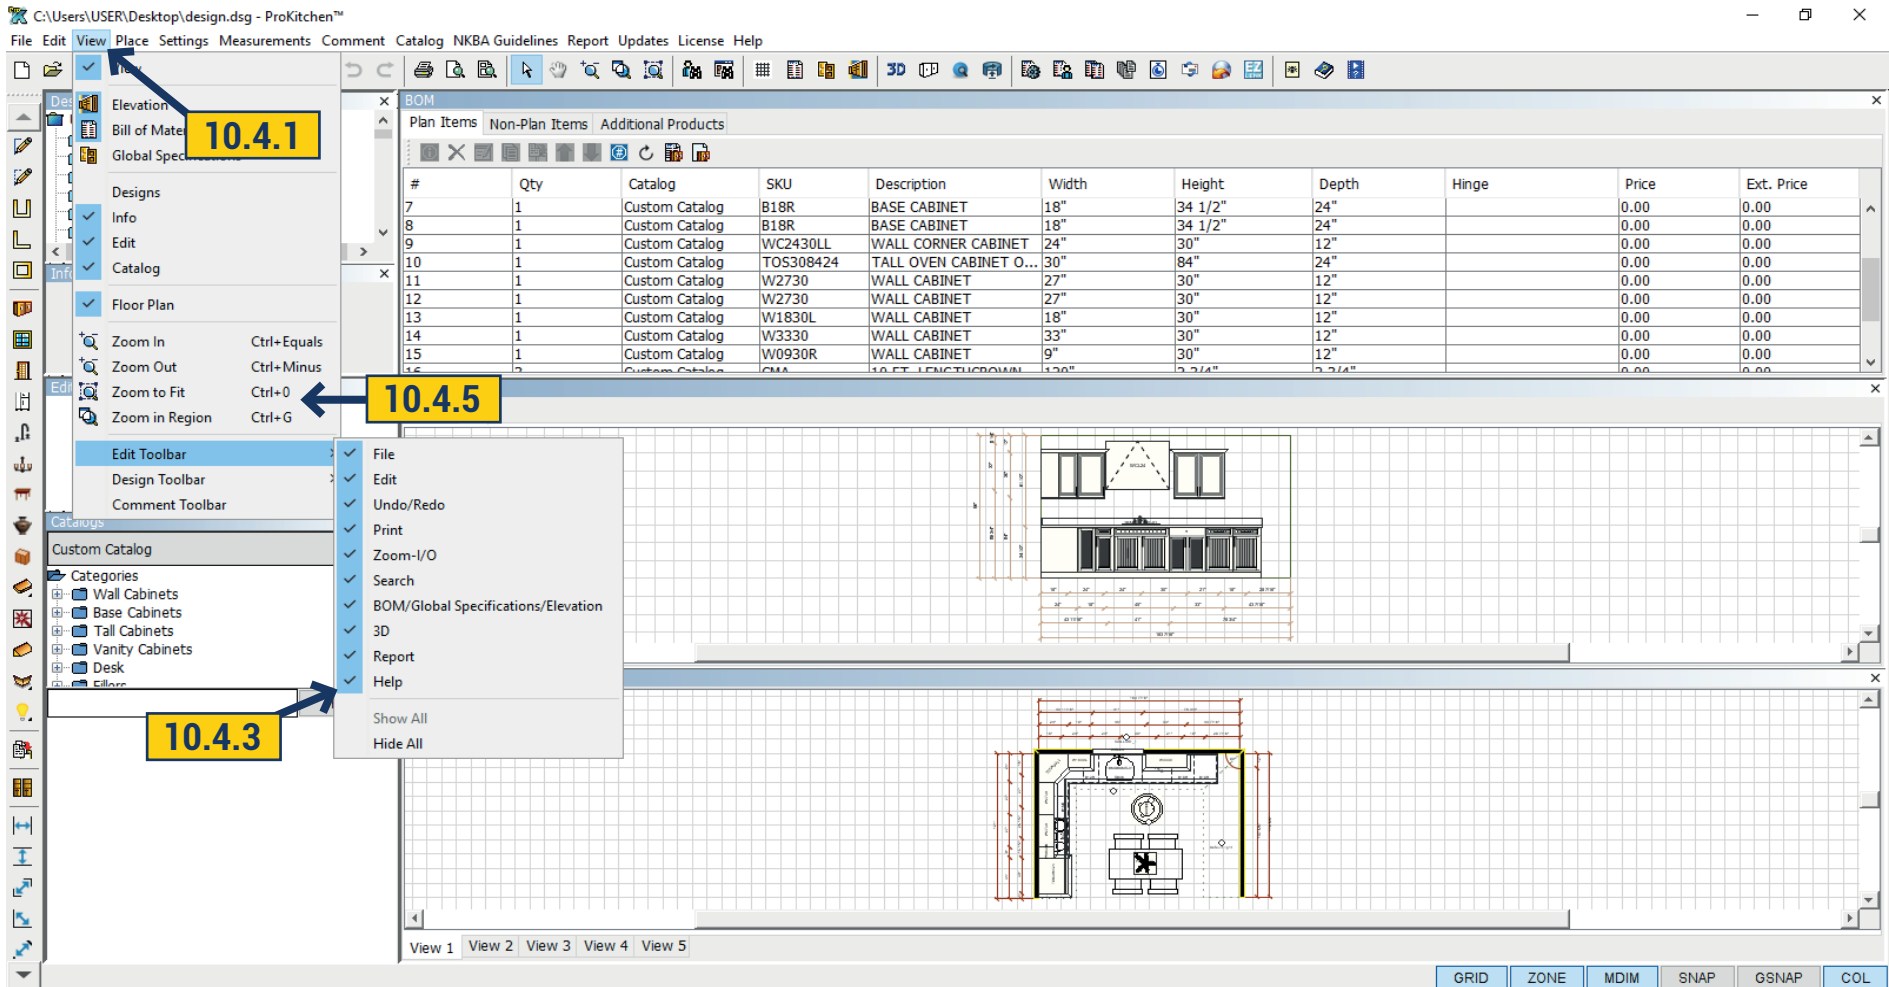 C:\Users\USER\Desktop\design.dsg - ProKitchen™
File Edit View Place Settings Measurements Comment Catalog NKBA Guidelines Report Updates License Help
3D
10.4.1
Elevation
Bill of Mater
Global Spec
Designs
Info
Edit
Catalog
Floor Plan
Zoom In Ctrl+Equals
Zoom Out Ctrl+Minus
Zoom to Fit Ctrl+0
Zoom in Region Ctrl+G
Edit Toolbar
Design Toolbar
Comment Toolbar
10.4.5
File
Edit
Undo/Redo
Print
Zoom-I/O
Search
BOM/Global Specifications/Elevation
3D
Report
Help
Show All
Hide All
10.4.3
Catalogs
Custom Catalog
Categories
Wall Cabinets
Base Cabinets
Tall Cabinets
Vanity Cabinets
Desk
Fillers
BOM
Plan Items Non-Plan Items Additional Products
# Qty Catalog SKU Description Width Height Depth Hinge Price Ext. Price
7 1 Custom Catalog B18R BASE CABINET 18" 34 1/2" 24" 0.00 0.00
8 1 Custom Catalog B18R BASE CABINET 18" 34 1/2" 24" 0.00 0.00
9 1 Custom Catalog WC2430LL WALL CORNER CABINET 24" 30" 12" 0.00 0.00
10 1 Custom Catalog TOS308424 TALL OVEN CABINET O... 30" 84" 24" 0.00 0.00
11 1 Custom Catalog W2730 WALL CABINET 27" 30" 12" 0.00 0.00
12 1 Custom Catalog W2730 WALL CABINET 27" 30" 12" 0.00 0.00
13 1 Custom Catalog W1830L WALL CABINET 18" 30" 12" 0.00 0.00
14 1 Custom Catalog W3330 WALL CABINET 33" 30" 12" 0.00 0.00
15 1 Custom Catalog W0930R WALL CABINET 9" 30" 12" 0.00 0.00
View 1 View 2 View 3 View 4 View 5
GRID ZONE MDIM SNAP GSNAP COL